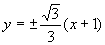 y = ±√3/3 (x + 1)